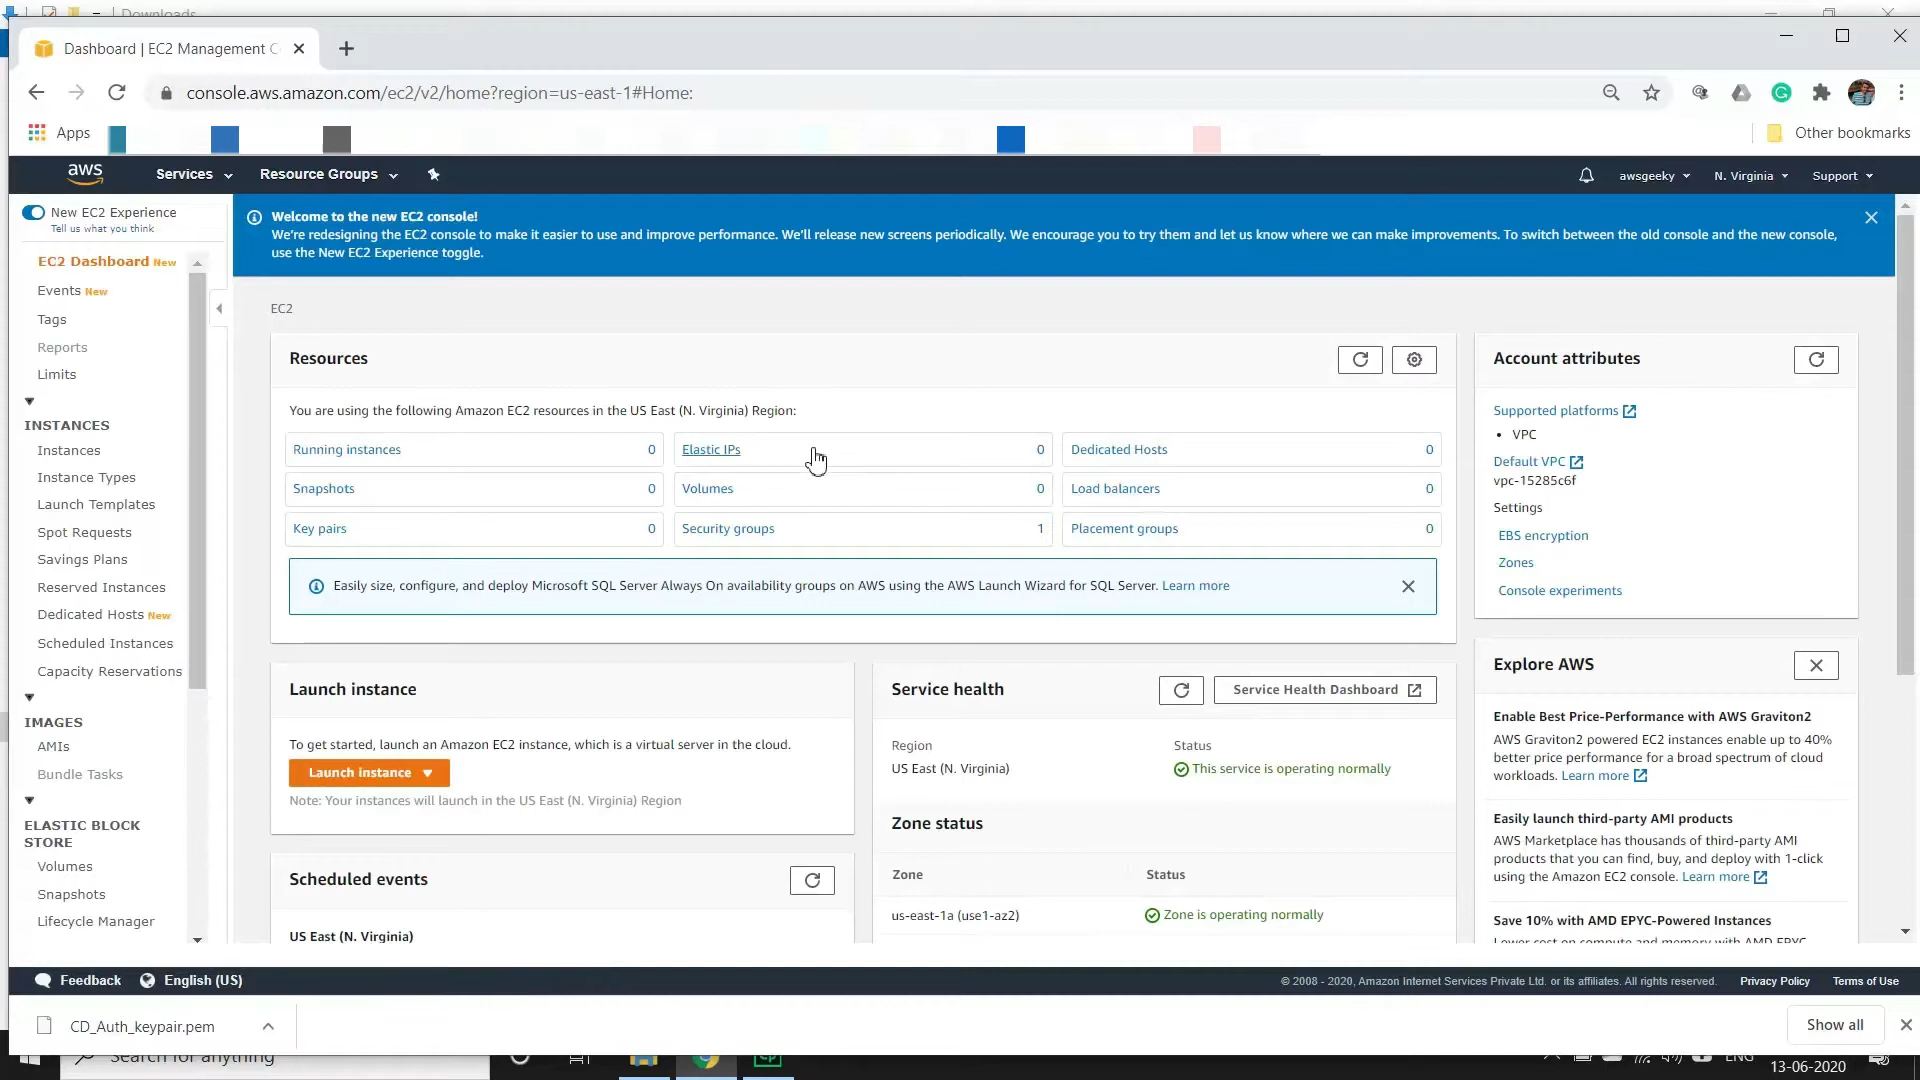 Downloads
Dashboard | EC2 Management C
console.aws.amazon.com/ec2/v2/home?region=us-east-1#Home:
Apps
Other bookmarks
aws
Services
Resource Groups
awsgeeky
N. Virginia
Support
New EC2 Experience
Tell us what you think
EC2 Dashboard New
Events New
Tags
Reports
Limits
INSTANCES
Instances
Instance Types
Launch Templates
Spot Requests
Savings Plans
Reserved Instances
Dedicated Hosts New
Scheduled Instances
Capacity Reservations
IMAGES
AMIs
Bundle Tasks
ELASTIC BLOCK
STORE
Volumes
Snapshots
Lifecycle Manager
Welcome to the new EC2 console!
We're redesigning the EC2 console to make it easier to use and improve performance. We'll release new screens periodically. We encourage you to try them and let us know where we can make improvements. To switch between the old console and the new console,
use the New EC2 Experience toggle.
EC2
Resources
You are using the following Amazon EC2 resources in the US East (N. Virginia) Region:
Running instances 0
Elastic IPs 0
Dedicated Hosts 0
Snapshots 0
Volumes 0
Load balancers 0
Key pairs 0
Security groups 1
Placement groups 0
Easily size, configure, and deploy Microsoft SQL Server Always On availability groups on AWS using the AWS Launch Wizard for SQL Server. Learn more
Launch instance
To get started, launch an Amazon EC2 instance, which is a virtual server in the cloud.
Launch instance
Note: Your instances will launch in the US East (N. Virginia) Region
Scheduled events
US East (N. Virginia)
Service health
Service Health Dashboard
Region
Status
US East (N. Virginia)
This service is operating normally
Zone status
Zone
Status
us-east-1a (use1-az2)
Zone is operating normally
Account attributes
Supported platforms
• VPC
Default VPC
vpc-15285c6f
Settings
EBS encryption
Zones
Console experiments
Explore AWS
Enable Best Price-Performance with AWS Graviton2
AWS Graviton2 powered EC2 instances enable up to 40%
better price performance for a broad spectrum of cloud
workloads. Learn more
Easily launch third-party AMI products
AWS Marketplace has thousands of third-party AMI
products that you can find, buy, and deploy with 1-click
using the Amazon EC2 console. Learn more
Save 10% with AMD EPYC-Powered Instances
Lower cost on compute and memory with AMD EPYC
Feedback
English (US)
© 2008 - 2020, Amazon Internet Services Private Ltd. or its affiliates. All rights reserved.
Privacy Policy
Terms of Use
CD_Auth_keypair.pem
Show all
Search for anything
ENG
13-06-2020